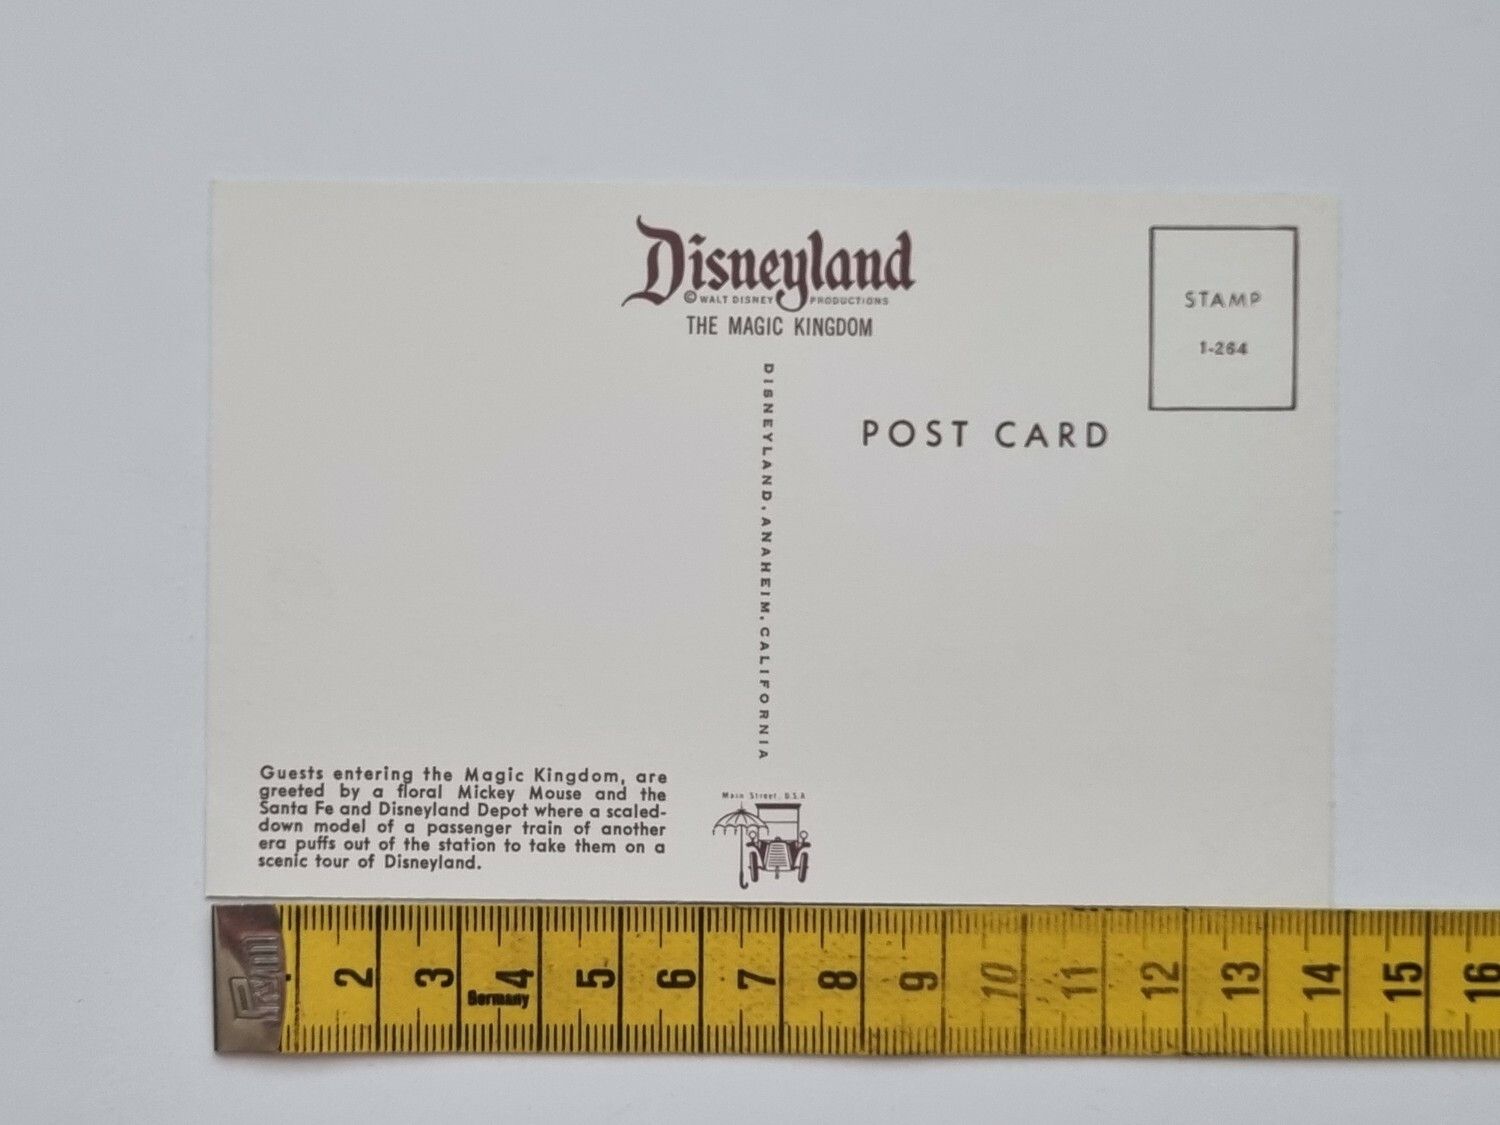 Disneyland
© WALT DISNEY PRODUCTIONS
THE MAGIC KINGDOM
STAMP
1-264
POST CARD
DISNEYLAND, ANAHEIM, CALIFORNIA
Guests entering the Magic Kingdom, are
greeted by a floral Mickey Mouse and the
Santa Fe and Disneyland Depot where a scaled-
down model of a passenger train of another
era puffs out of the station to take them on a
scenic tour of Disneyland.
Main Street, U.S.A
Prym
2 3 4 5 6 7 8 9 10 11 12 13 14 15 16
Germany